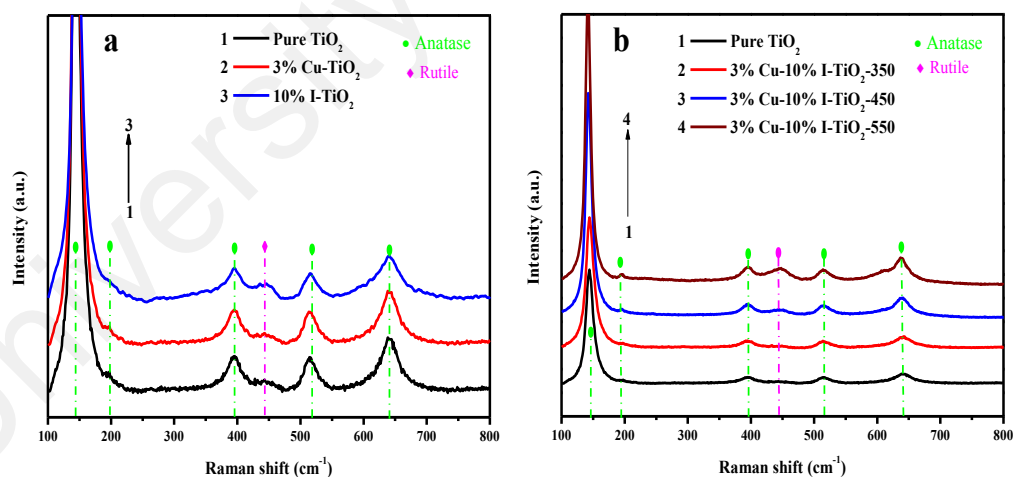 a
1 Pure TiO₂
2 3% Cu-TiO₂
3 10% I-TiO₂
Anatase
Rutile
3
1
Intensity (a.u.)
100 200 300 400 500 600 700 800
Raman shift (cm⁻¹)
b
1 Pure TiO₂
2 3% Cu-10% I-TiO₂-350
3 3% Cu-10% I-TiO₂-450
4 3% Cu-10% I-TiO₂-550
Anatase
Rutile
4
1
Intensity (a.u.)
100 200 300 400 500 600 700 800
Raman shift (cm⁻¹)
University